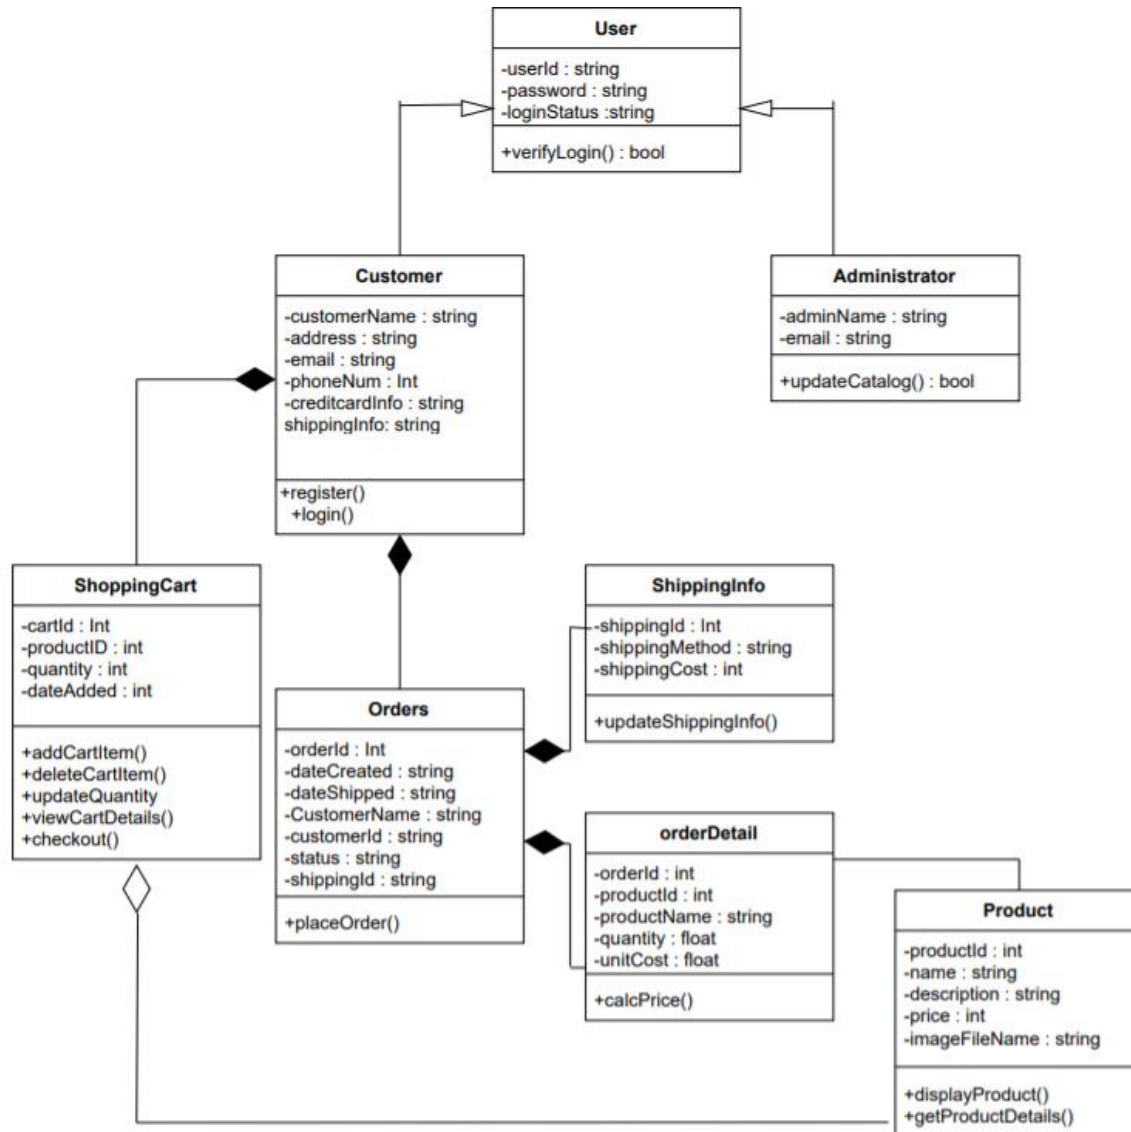 User
-userId : string
-password : string
-loginStatus :string
+verifyLogin() : bool
Customer
-customerName : string
-address : string
-email : string
-phoneNum : Int
-creditcardInfo : string
shippingInfo: string
+register()
+login()
Administrator
-adminName : string
-email : string
+updateCatalog() : bool
ShoppingCart
-cartId : Int
-productID : int
-quantity : int
-dateAdded : int
+addCartItem()
+deleteCartItem()
+updateQuantity
+viewCartDetails()
+checkout()
Orders
-orderId : Int
-dateCreated : string
-dateShipped : string
-CustomerName : string
-customerId : string
-status : string
-shippingId : string
+placeOrder()
ShippingInfo
-shippingId : Int
-shippingMethod : string
-shippingCost : int
+updateShippingInfo()
orderDetail
-orderId : int
-productId : int
-productName : string
-quantity : float
-unitCost : float
+calcPrice()
Product
-productId : int
-name : string
-description : string
-price : int
-imageFileName : string
+displayProduct()
+getProductDetails()